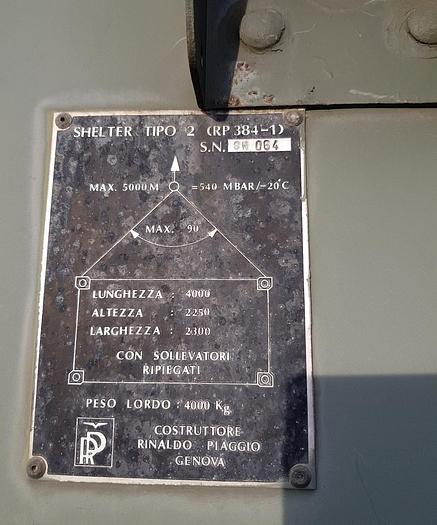 SHELTER TIPO 2 (RP 384-1)
S.N. SW 064
MAX. 5000 M =540 MBAR/-20°C
MAX. 90
LUNGHEZZA : 4000
ALTEZZA : 2250
LARGHEZZA : 2300
CON SOLLEVATORI
RIPIEGATI
PESO LORDO : 4000 Kg
COSTRUTTORE
RINALDO PIAGGIO
GENOVA